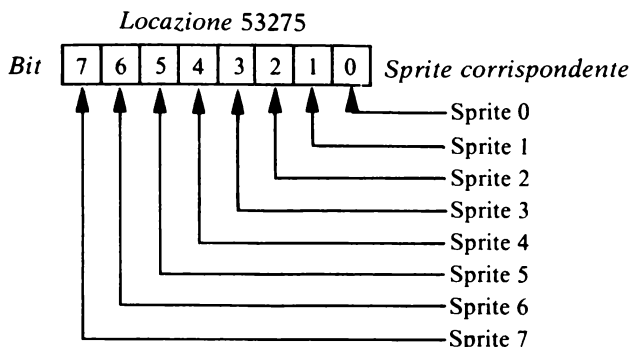 Locazione 53275
Bit 7 6 5 4 3 2 1 0 Sprite corrispondente
Sprite 0
Sprite 1
Sprite 2
Sprite 3
Sprite 4
Sprite 5
Sprite 6
Sprite 7